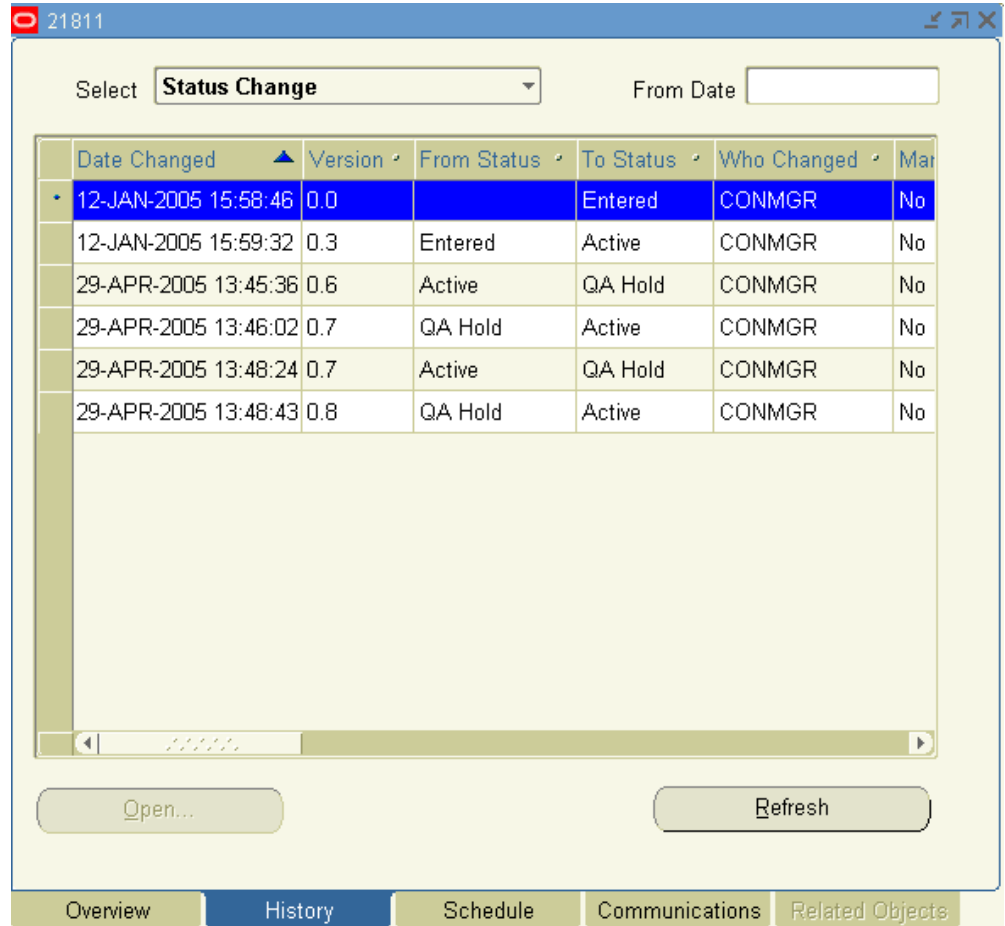 21811
Select Status Change From Date
Date Changed Version From Status To Status Who Changed Mar
12-JAN-2005 15:58:46 0.0 Entered CONMGR No
12-JAN-2005 15:59:32 0.3 Entered Active CONMGR No
29-APR-2005 13:45:36 0.6 Active QA Hold CONMGR No
29-APR-2005 13:46:02 0.7 QA Hold Active CONMGR No
29-APR-2005 13:48:24 0.7 Active QA Hold CONMGR No
29-APR-2005 13:48:43 0.8 QA Hold Active CONMGR No
Open... Refresh
Overview History Schedule Communications Related Objects